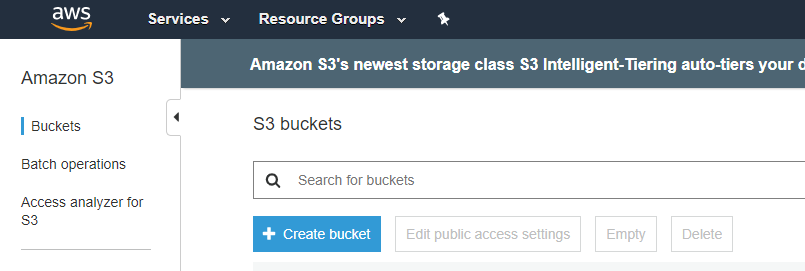 aws
Services
Resource Groups
Amazon S3
Amazon S3's newest storage class S3 Intelligent-Tiering auto-tiers your
Buckets
Batch operations
Access analyzer for
S3
S3 buckets
Search for buckets
Create bucket
Edit public access settings
Empty
Delete